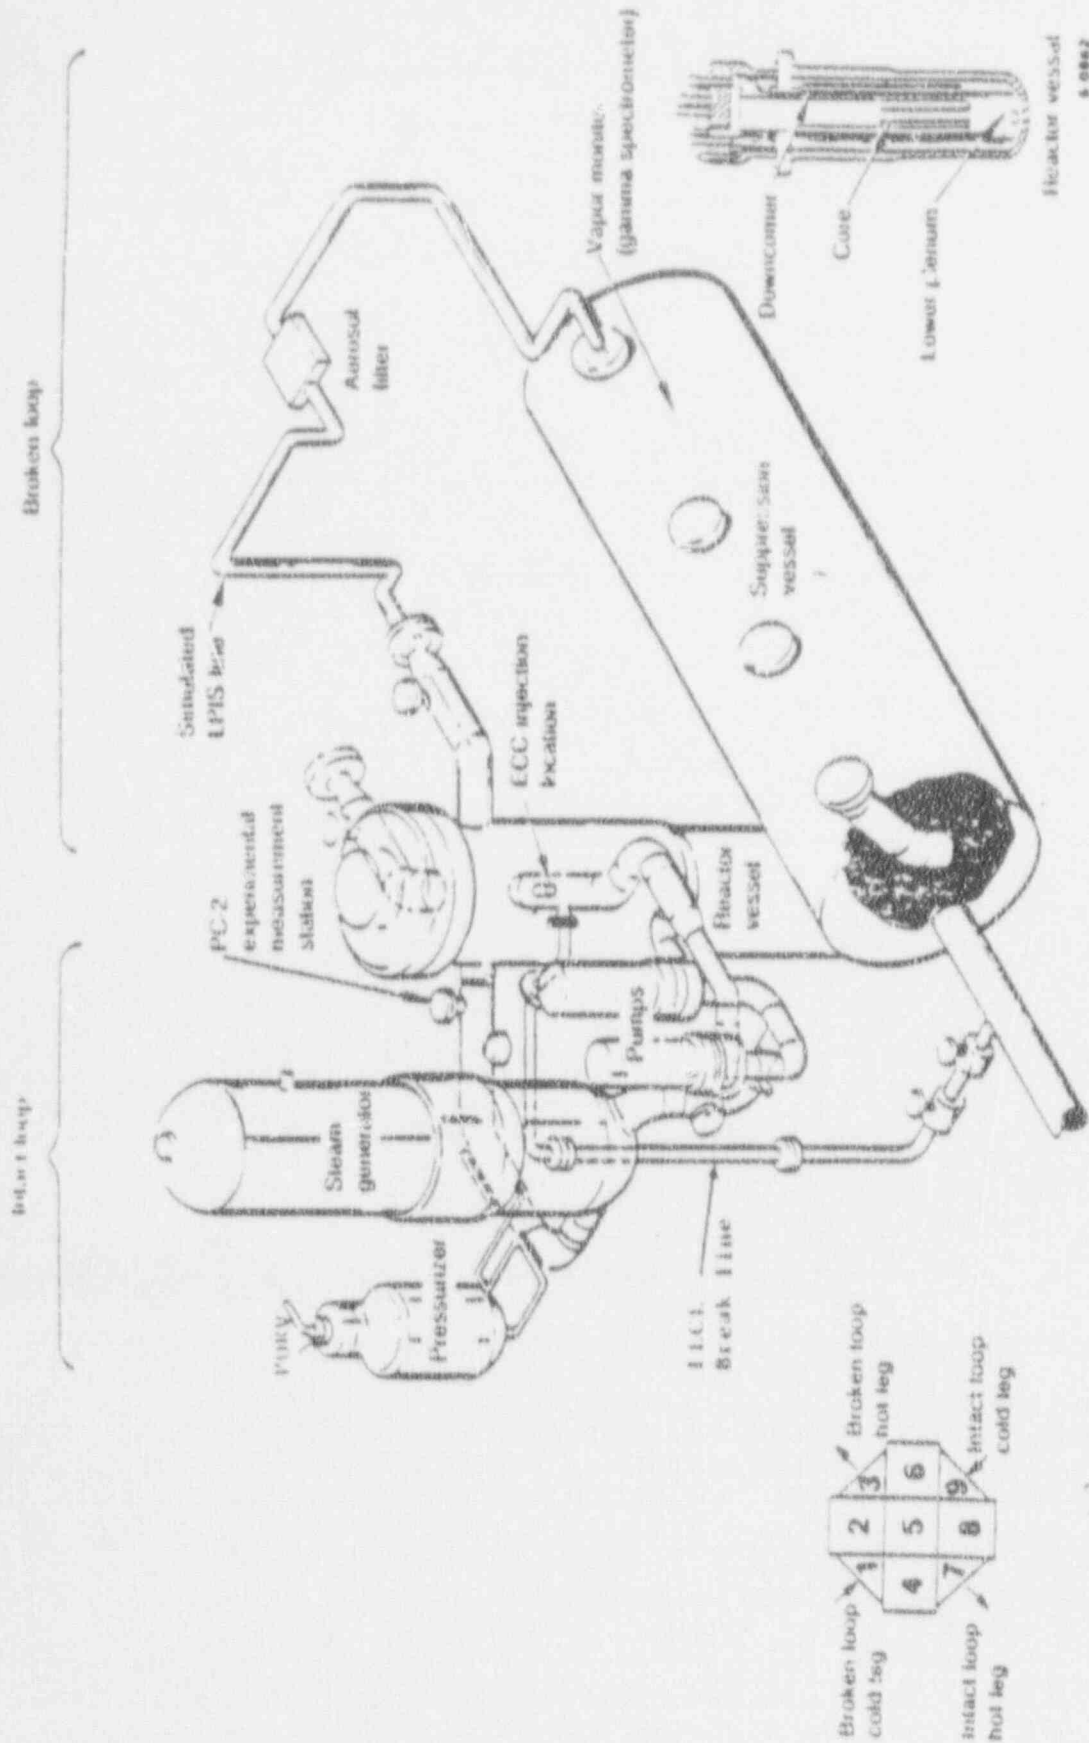 Broken loop
loop
Simulated
LPIS line
Aerosol
filter
PC-2
experimental
measurement
station
ECC injection
location
Vapor
(gamma spectrometer)
Suppression
vessel
Downcomer
Core
Lower plenum
Reactor vessel
Reactor
vessel
Pumps
Steam
generator
PORV
Pressurizer
Break Line
Broken loop
cold leg
Broken loop
hot leg
1 2 3
4 5 6
7 8 9
Intact loop
hot leg
Intact loop
cold leg